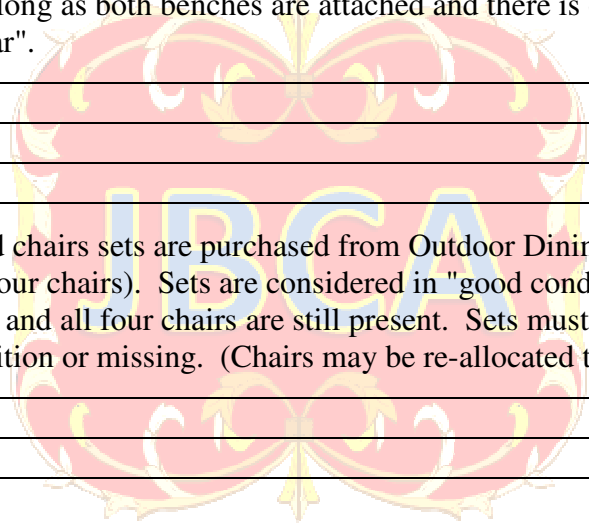 long as both benches are attached and there is
ar".
JBCA
d chairs sets are purchased from Outdoor Dinin
our chairs). Sets are considered in "good cond
and all four chairs are still present. Sets must
ition or missing. (Chairs may be re-allocated t